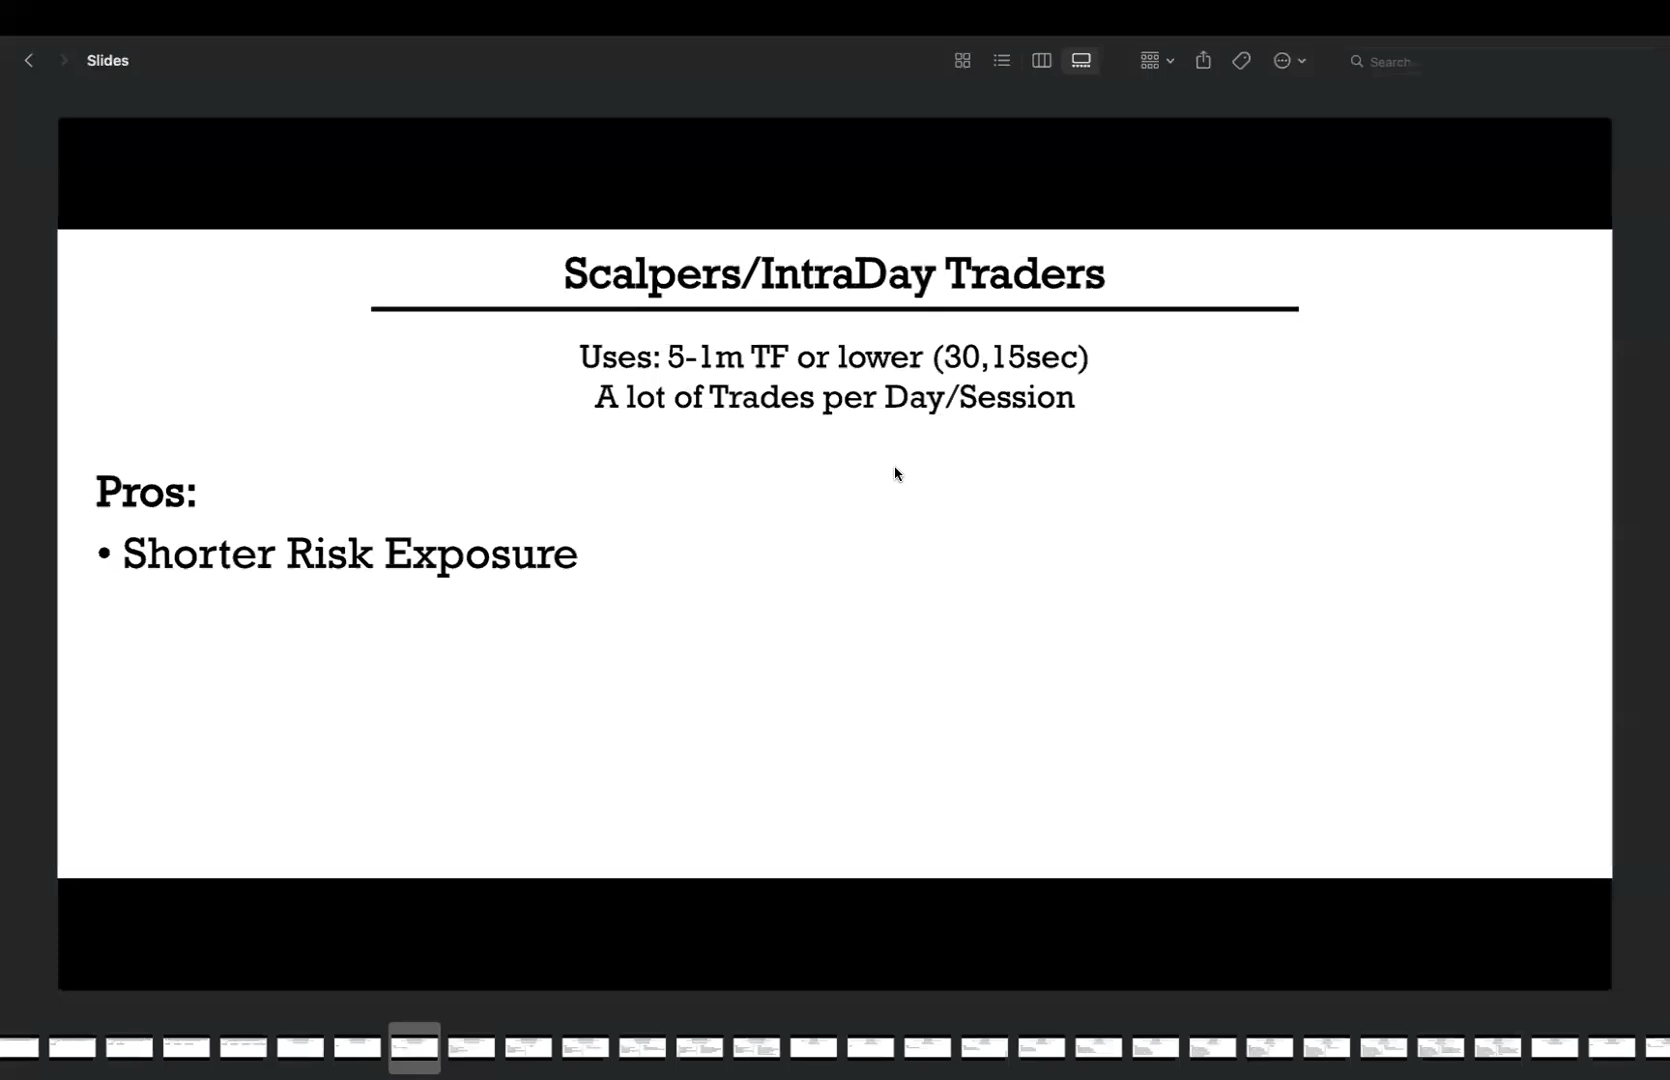 Slides
Search
Scalpers/IntraDay Traders
Uses: 5-1m TF or lower (30,15sec)
A lot of Trades per Day/Session
Pros:
• Shorter Risk Exposure